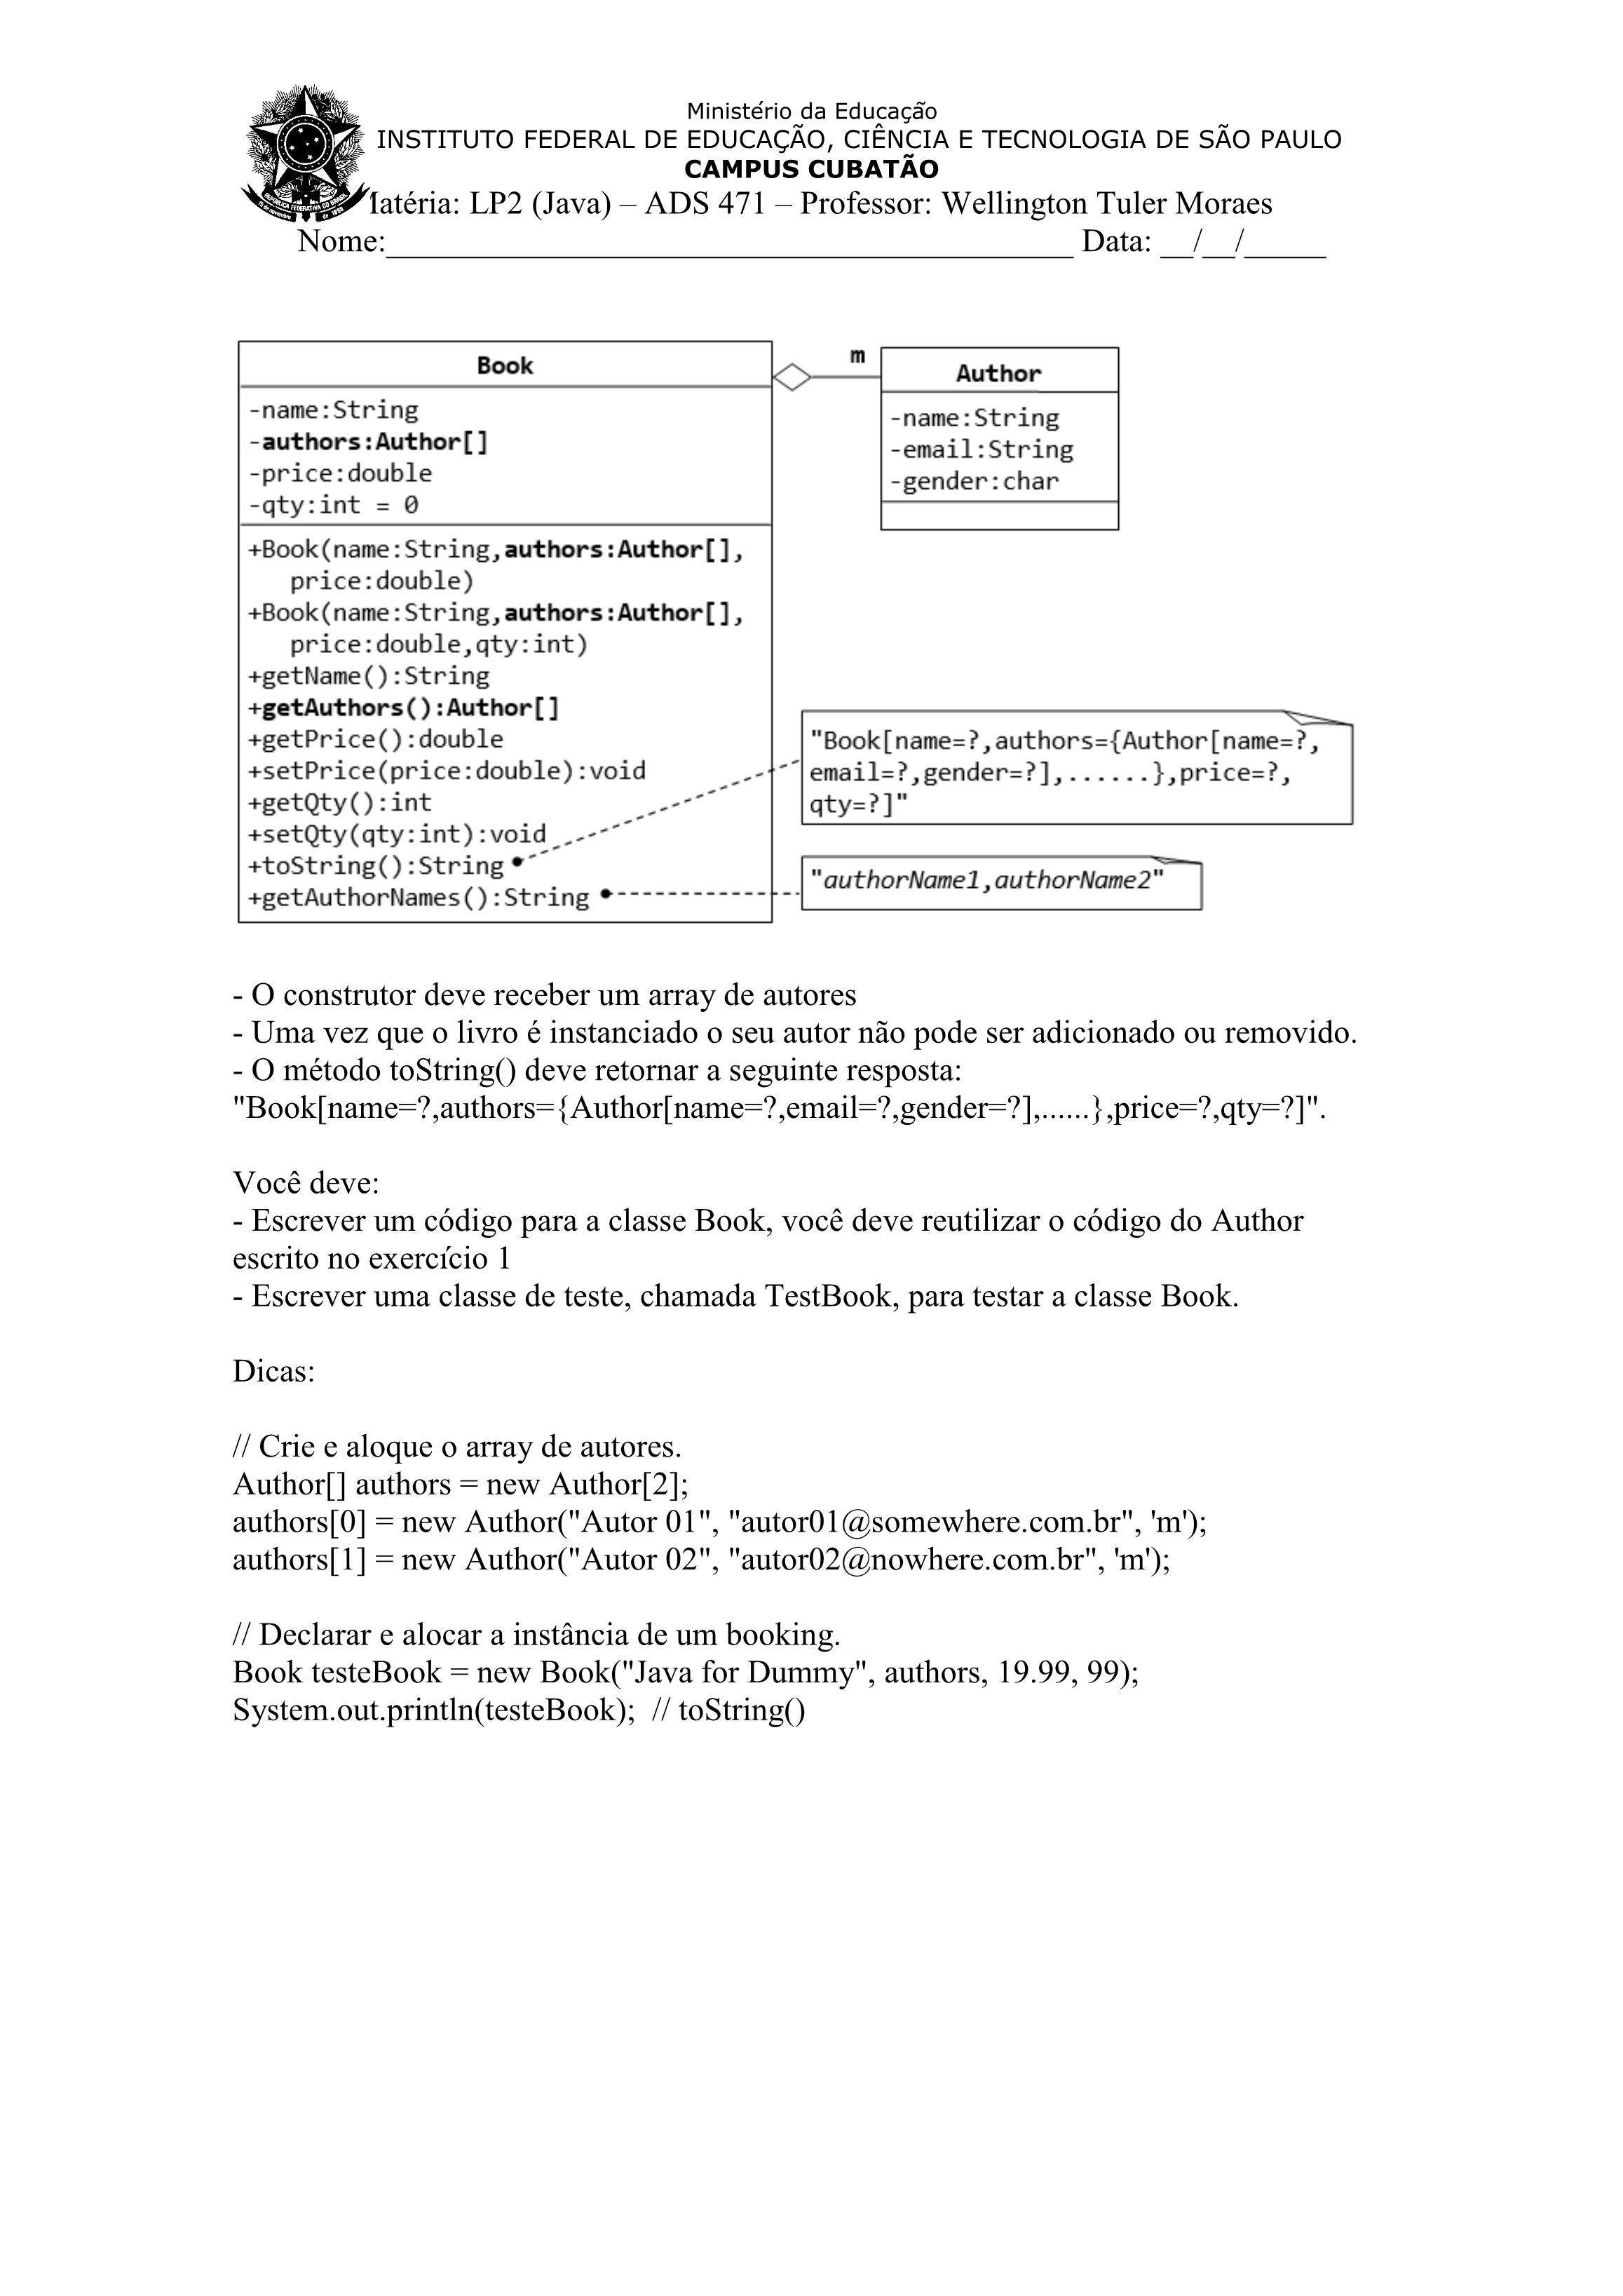 Ministério da Educação
INSTITUTO FEDERAL DE EDUCAÇÃO, CIÊNCIA E TECNOLOGIA DE SÃO PAULO
CAMPUS CUBATÃO
Matéria: LP2 (Java) – ADS 471 – Professor: Wellington Tuler Moraes
Nome:__________________________________________ Data: __/__/_____
Book
-name:String
-authors:Author[]
-price:double
-qty:int = 0
+Book(name:String,authors:Author[],
price:double)
+Book(name:String,authors:Author[],
price:double,qty:int)
+getName():String
+getAuthors():Author[]
+getPrice():double
+setPrice(price:double):void
+getQty():int
+setQty(qty:int):void
+toString():String
+getAuthorNames():String
m
Author
-name:String
-email:String
-gender:char
"Book[name=?,authors={Author[name=?,
email=?,gender=?],......},price=?,
qty=?]"
"authorName1,authorName2"
- O construtor deve receber um array de autores
- Uma vez que o livro é instanciado o seu autor não pode ser adicionado ou removido.
- O método toString() deve retornar a seguinte resposta:
"Book[name=?,authors={Author[name=?,email=?,gender=?],......},price=?,qty=?]".
Você deve:
- Escrever um código para a classe Book, você deve reutilizar o código do Author
escrito no exercício 1
- Escrever uma classe de teste, chamada TestBook, para testar a classe Book.
Dicas:
// Crie e aloque o array de autores.
Author[] authors = new Author[2];
authors[0] = new Author("Autor 01", "autor01@somewhere.com.br", 'm');
authors[1] = new Author("Autor 02", "autor02@nowhere.com.br", 'm');
// Declarar e alocar a instância de um booking.
Book testeBook = new Book("Java for Dummy", authors, 19.99, 99);
System.out.println(testeBook);  // toString()